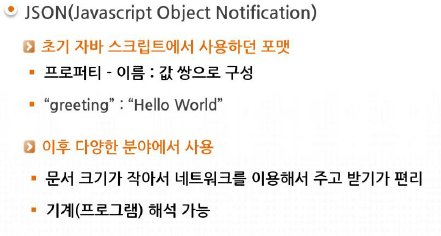 JSON(Javascript Object Notification)
초기 자바 스크립트에서 사용하던 포맷
프로퍼티 - 이름 : 값 쌍으로 구성
“greeting” : “Hello World”
이후 다양한 분야에서 사용
문서 크기가 작아서 네트워크를 이용해서 주고 받기가 편리
기계(프로그램) 해석 가능